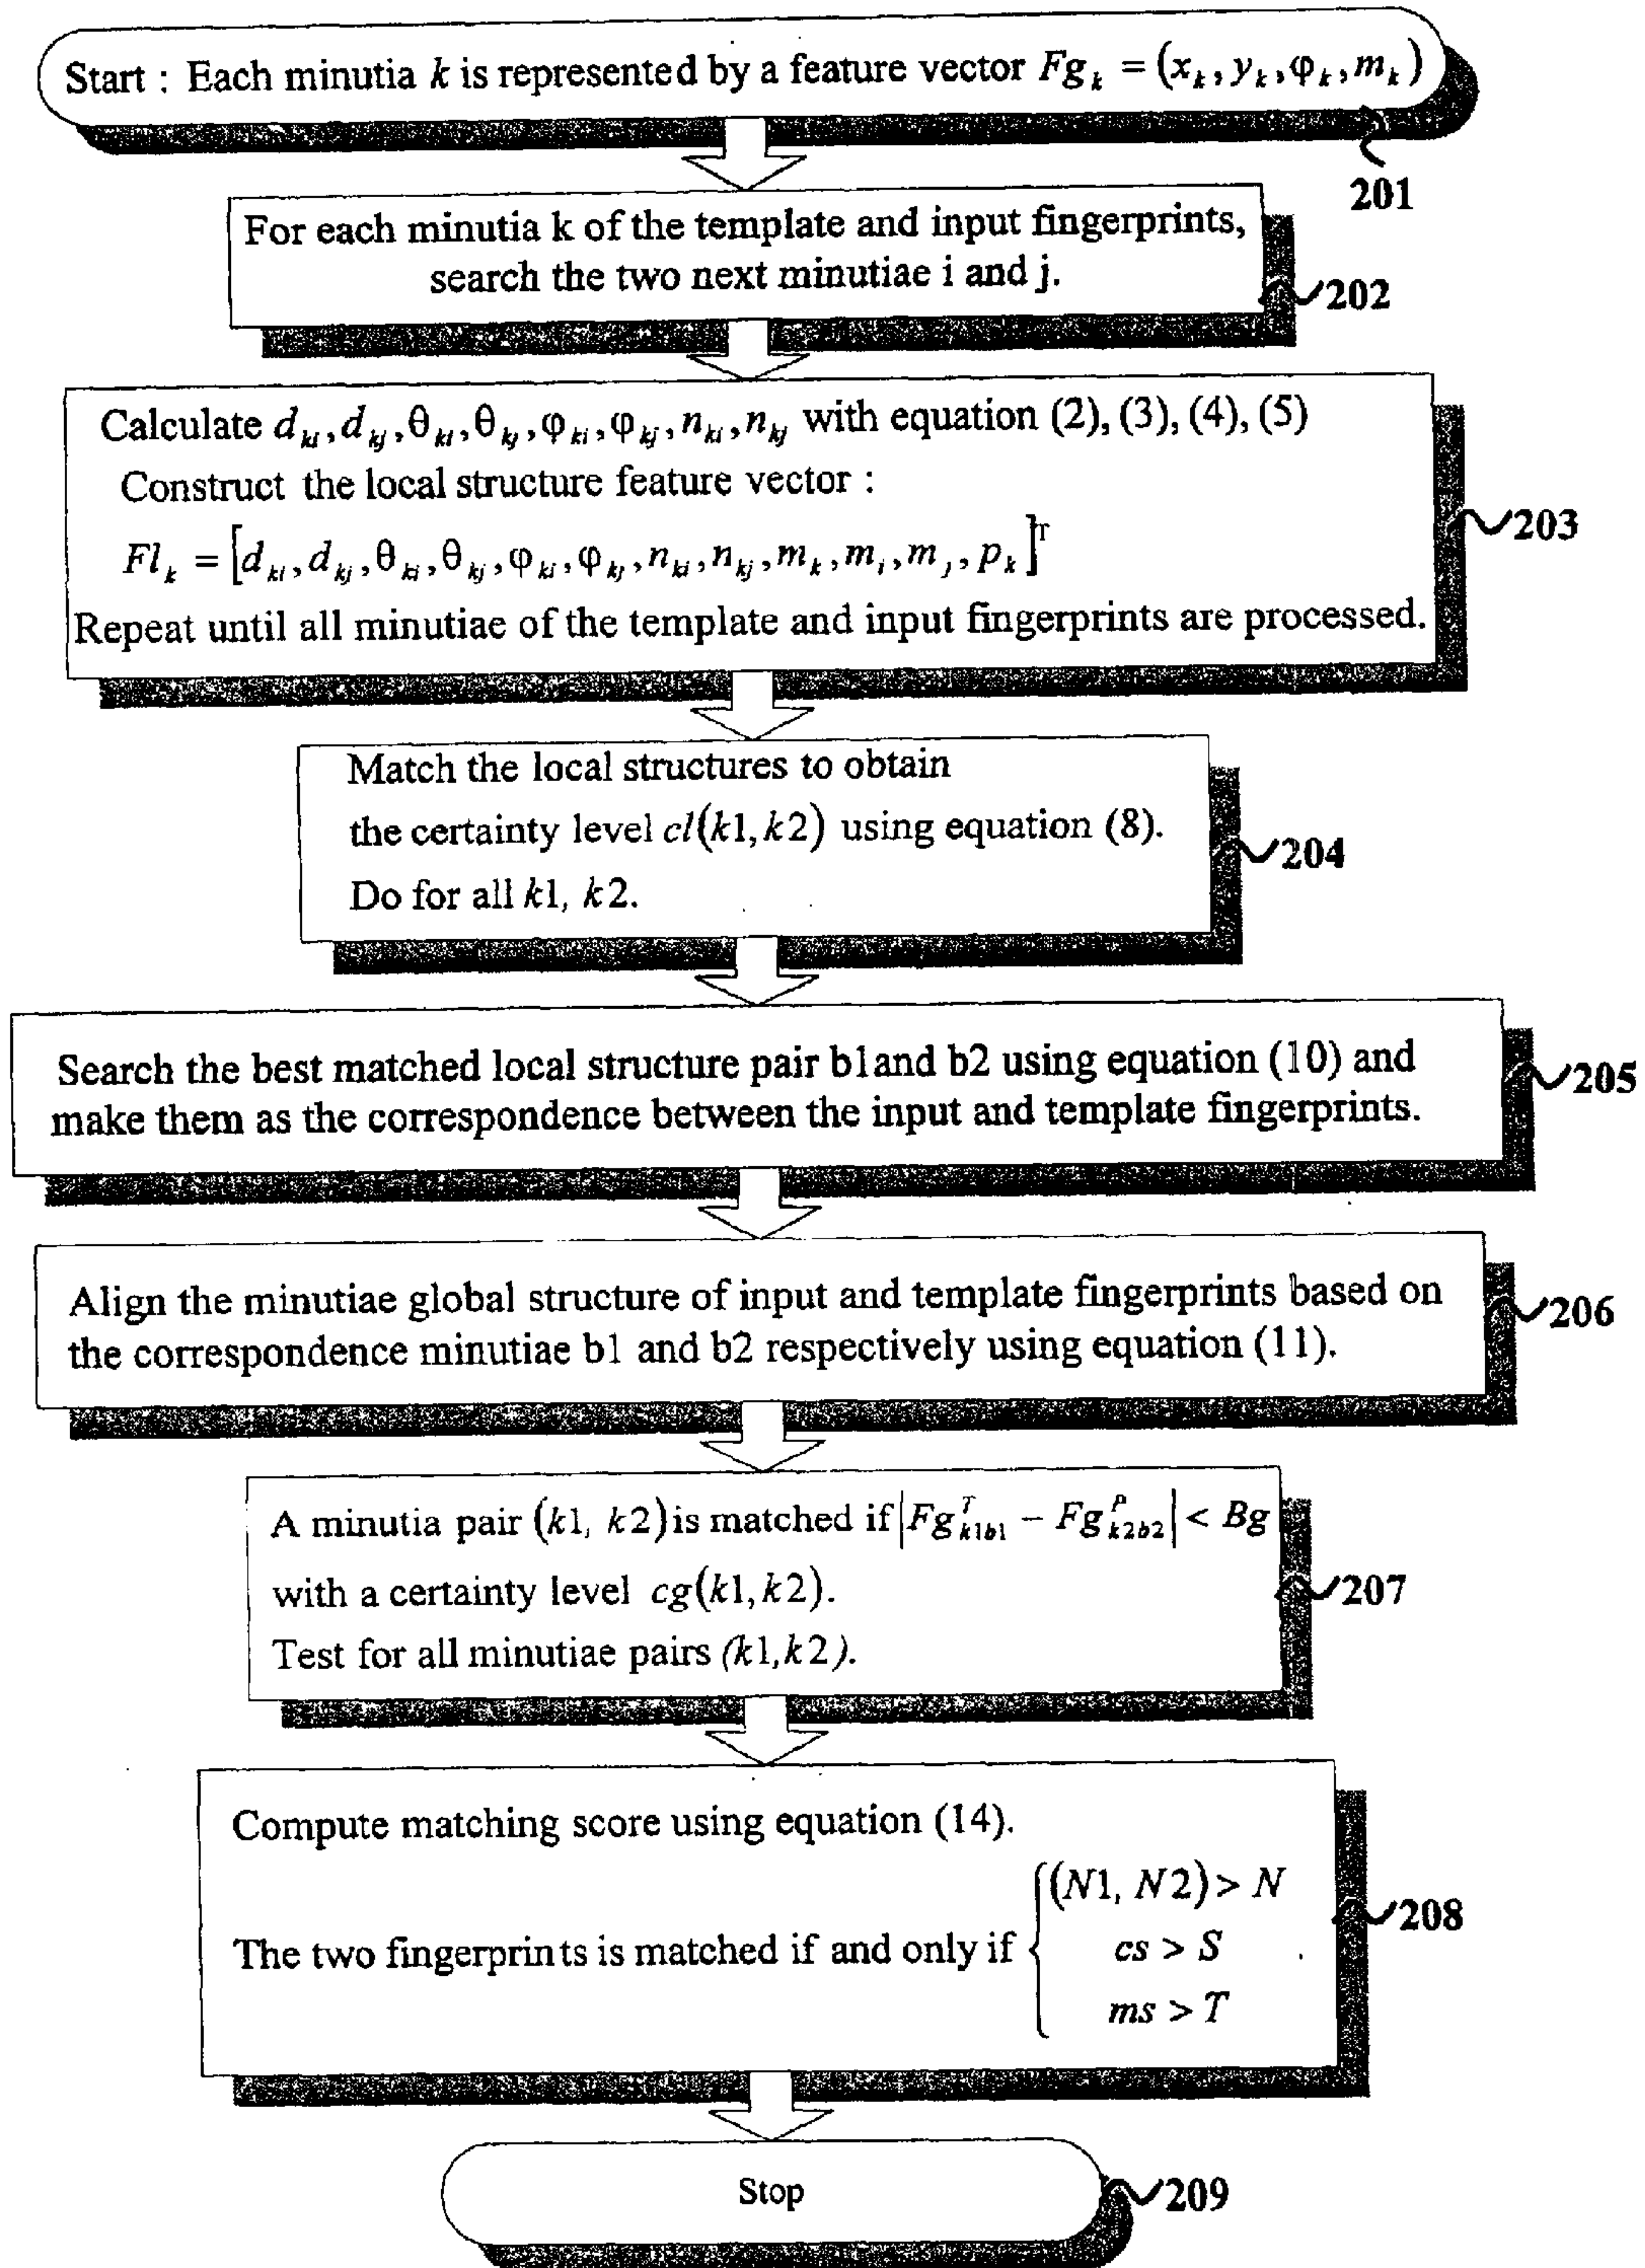 Start : Each minutia k is represented by a feature vector Fg_k = (x_k, y_k, φ_k, m_k)
201
For each minutia k of the template and input fingerprints,
search the two next minutiae i and j.
202
Calculate d_ki, d_kj, θ_ki, θ_kj, φ_ki, φ_kj, n_ki, n_kj with equation (2), (3), (4), (5)
Construct the local structure feature vector :
Fl_k = [d_ki, d_kj, θ_ki, θ_kj, φ_ki, φ_kj, n_ki, n_kj, m_k, m_i, m_j, p_k]^T
203
Repeat until all minutiae of the template and input fingerprints are processed.
Match the local structures to obtain
the certainty level cl(k1, k2) using equation (8).
204
Do for all k1, k2.
Search the best matched local structure pair b1and b2 using equation (10) and
205
make them as the correspondence between the input and template fingerprints.
Align the minutiae global structure of input and template fingerprints based on
206
the correspondence minutiae b1 and b2 respectively using equation (11).
A minutia pair (k1, k2) is matched if |Fg^T_k1b1 − Fg^P_k2b2| < Bg
with a certainty level cg(k1, k2).
207
Test for all minutiae pairs (k1,k2).
Compute matching score using equation (14).
(N1, N2) > N
208
The two fingerprints is matched if and only if { cs > S .
ms > T
Stop
209